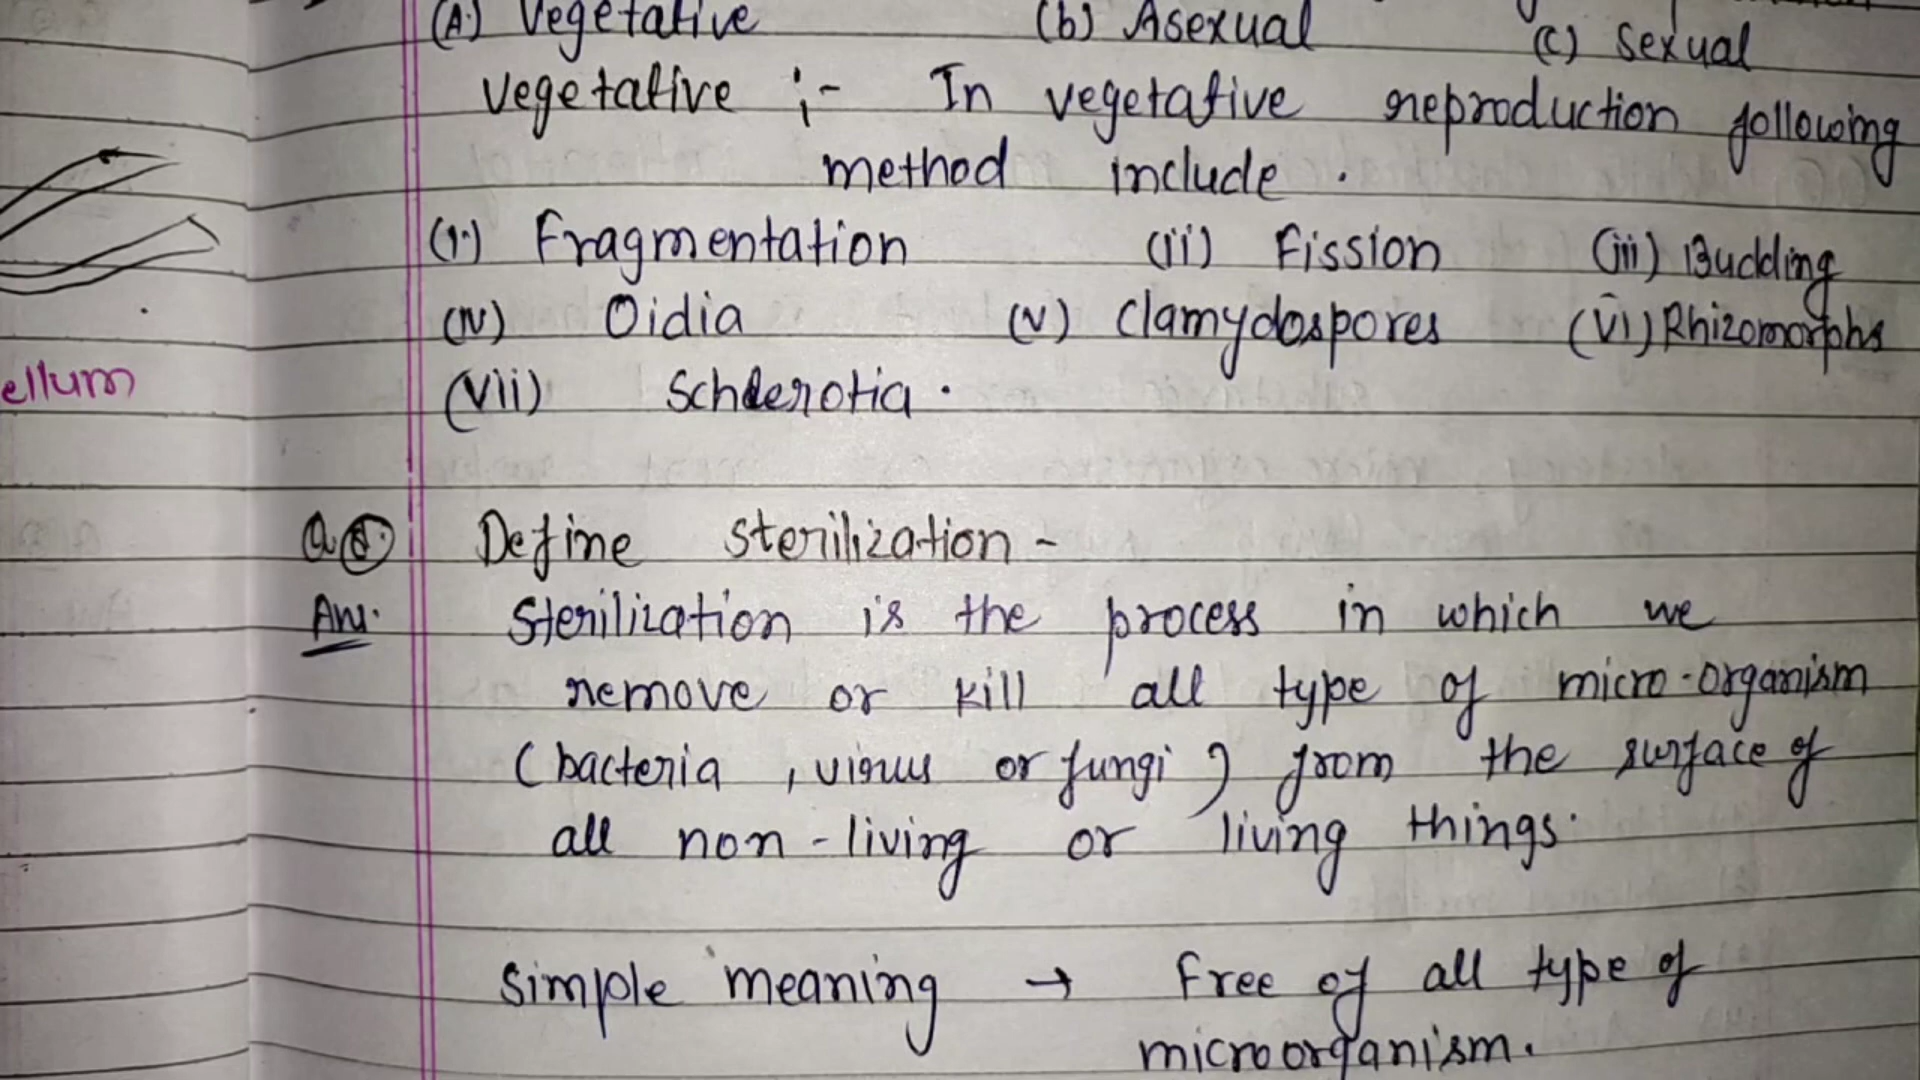 (A.) Vegetative (b) Asexual (c) Sexual
vegetative :- In vegetative reproduction following
method include .
(i.) Fragmentation (ii) Fission (iii) Budding
(iv) Oidia (v) Clamydospores (vi) Rhizomorphs
(vii) Schlerotia .
ellum
Q Define sterilization -
Ans. Sterilization is the process in which we
remove or kill all type of micro-organism
(bacteria , virus or fungi) from the surface of
all non-living or living things.
Simple meaning → Free of all type of
microorganism.